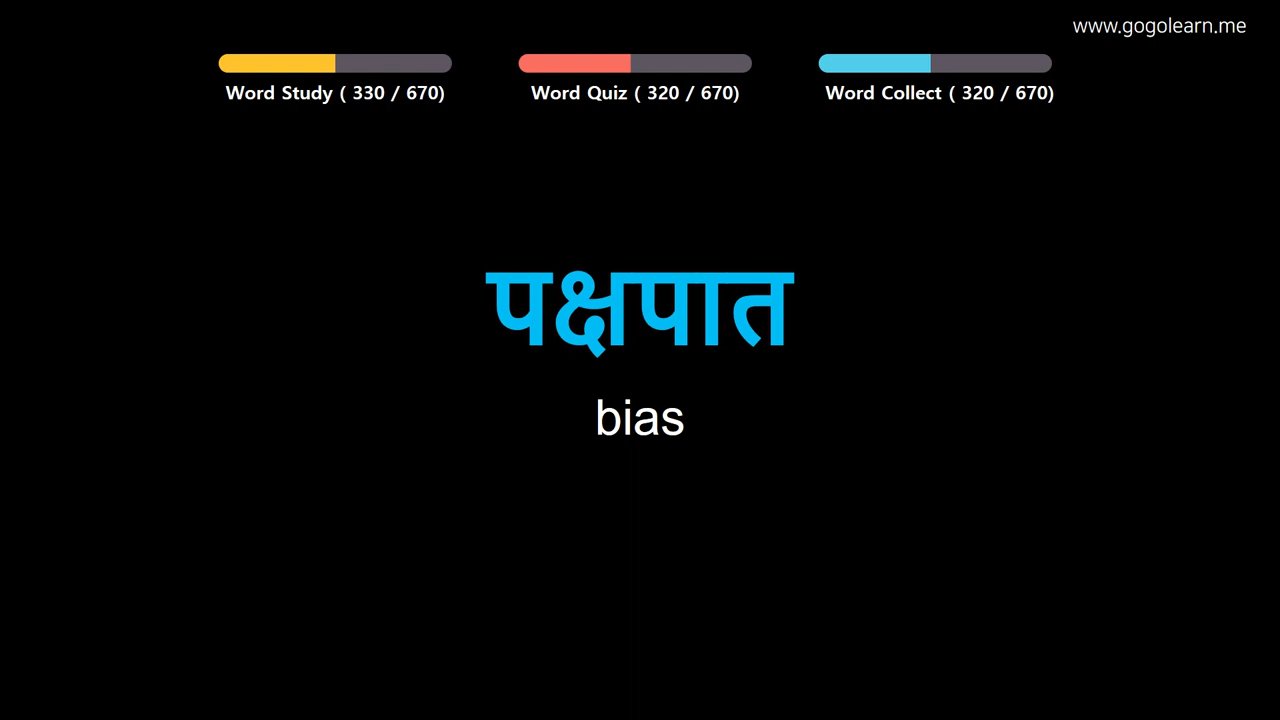 www.gogolearn.me
Word Study ( 330 / 670)
Word Quiz ( 320 / 670)
Word Collect ( 320 / 670)
पक्षपात
bias